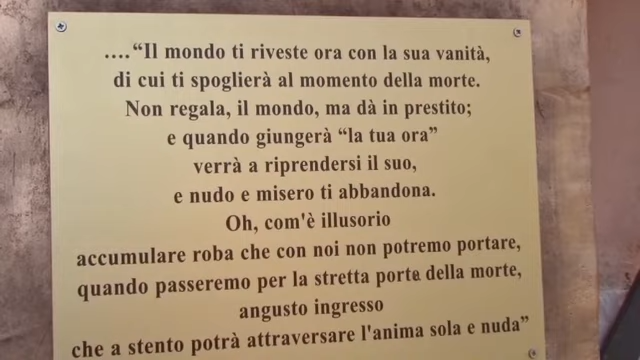 ...."Il mondo ti riveste ora con la sua vanità,
di cui ti spoglierà al momento della morte.
Non regala, il mondo, ma dà in prestito;
e quando giungerà "la tua ora"
verrà a riprendersi il suo,
e nudo e misero ti abbandona.
Oh, com'è illusorio
accumulare roba che con noi non potremo portare,
quando passeremo per la stretta porta della morte,
angusto ingresso
che a stento potrà attraversare l'anima sola e nuda"